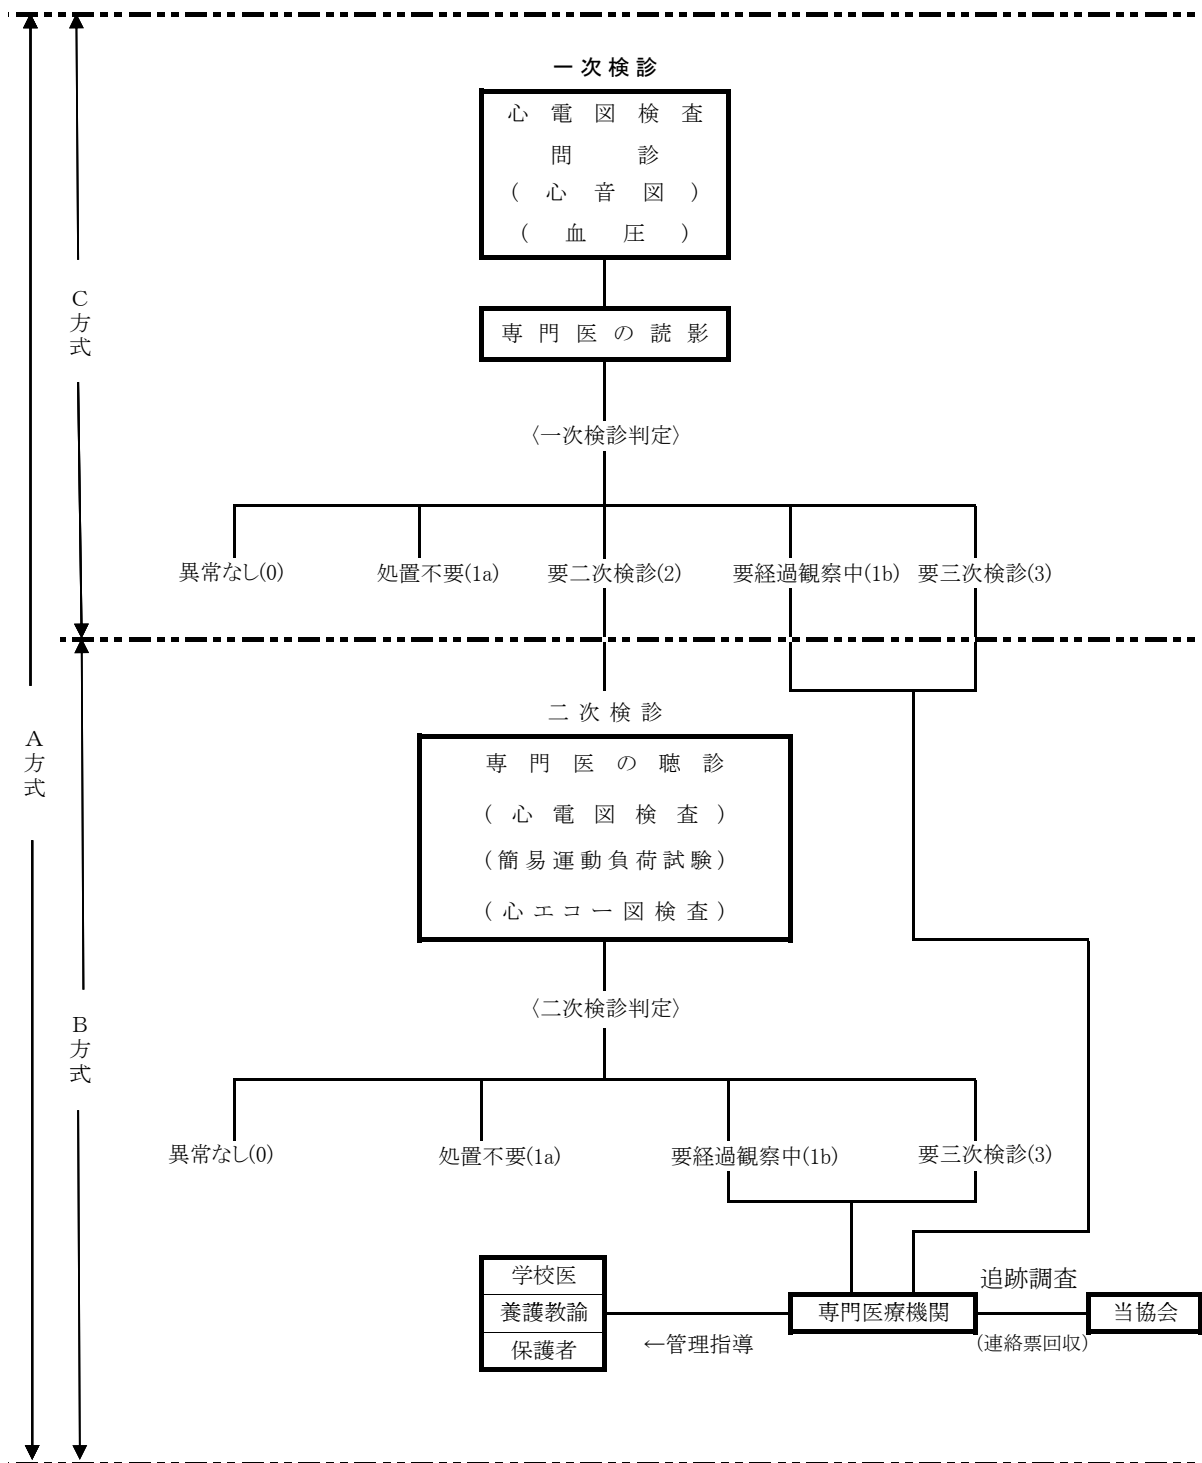 一次検診
心電図検査
問診
(心音図)
(血圧)
専門医の読影
C方式
〈一次検診判定〉
異常なし(0)
処置不要(1a)
要二次検診(2)
要経過観察中(1b)
要三次検診(3)
A方式
二次検診
専門医の聴診
(心電図検査)
(簡易運動負荷試験)
(心エコー図検査)
B方式
〈二次検診判定〉
異常なし(0)
処置不要(1a)
要経過観察中(1b)
要三次検診(3)
学校医
養護教諭
保護者
←管理指導
専門医療機関
追跡調査
(連絡票回収)
当協会